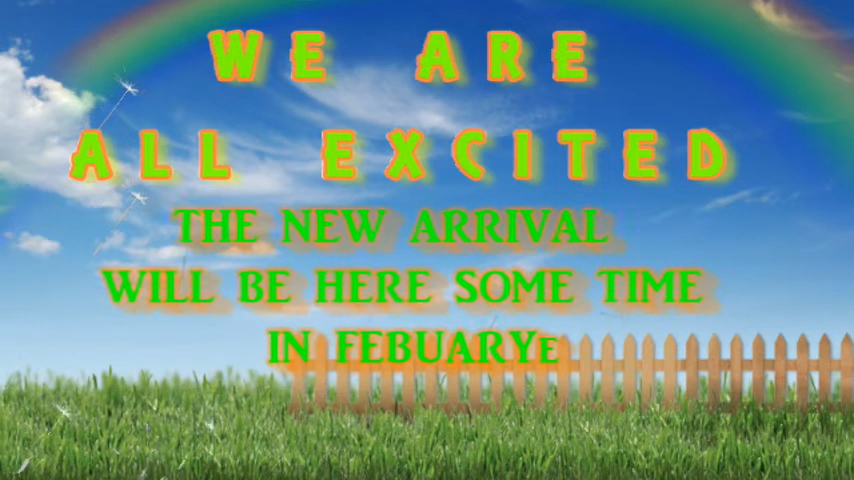 WE ARE
ALL EXCITED
THE NEW ARRIVAL
WILL BE HERE SOME TIME
IN FEBUARYE